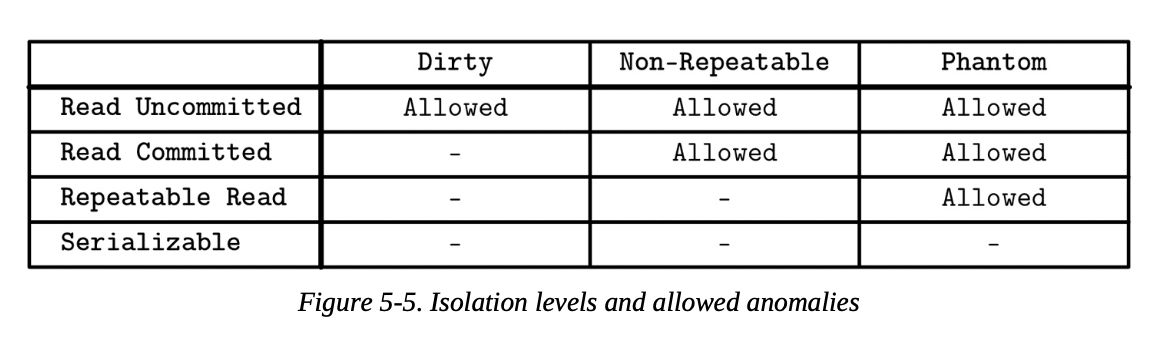 Dirty Non-Repeatable Phantom
Read Uncommitted Allowed Allowed Allowed
Read Committed - Allowed Allowed
Repeatable Read - - Allowed
Serializable - - -
Figure 5-5. Isolation levels and allowed anomalies